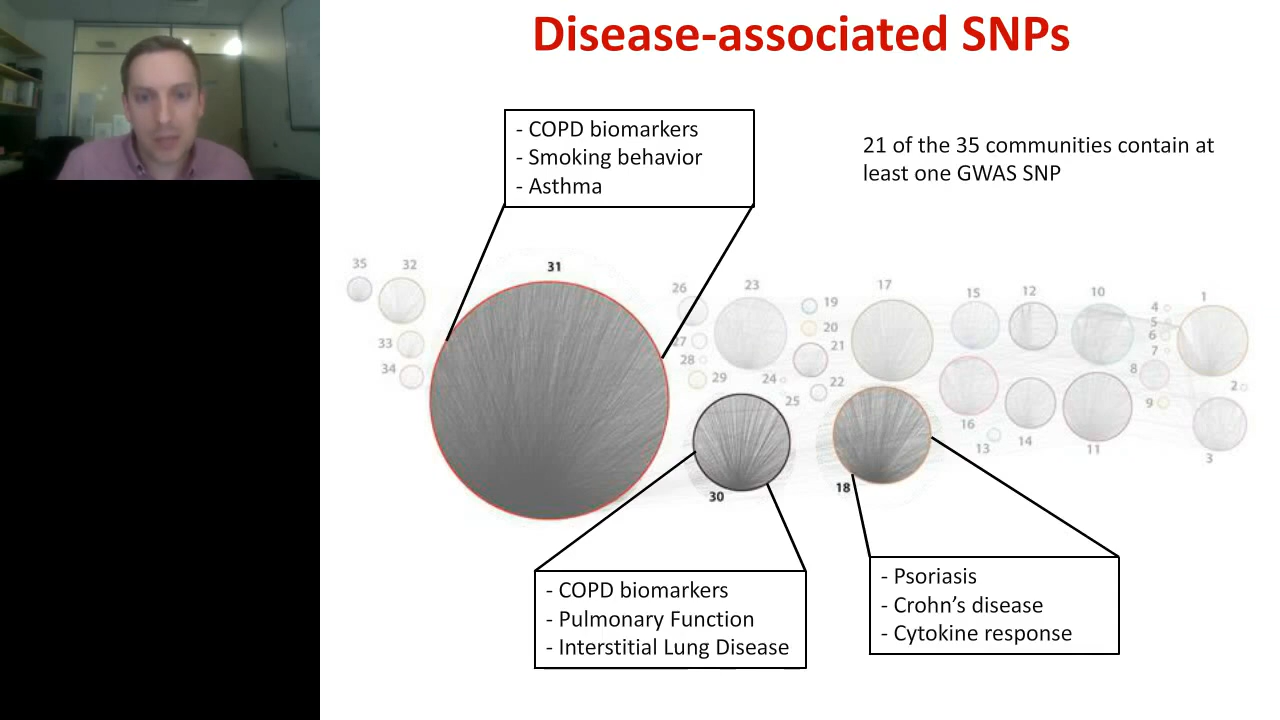 Disease-associated SNPs
- COPD biomarkers
- Smoking behavior
- Asthma
21 of the 35 communities contain at
least one GWAS SNP
35
32
31
26
23
19
17
15
12
10
4
1
5
20
6
33
27
21
7
28
34
8
29
24
22
2
25
9
16
13
14
11
3
30
18
- COPD biomarkers
- Pulmonary Function
- Interstitial Lung Disease
- Psoriasis
- Crohn’s disease
- Cytokine response